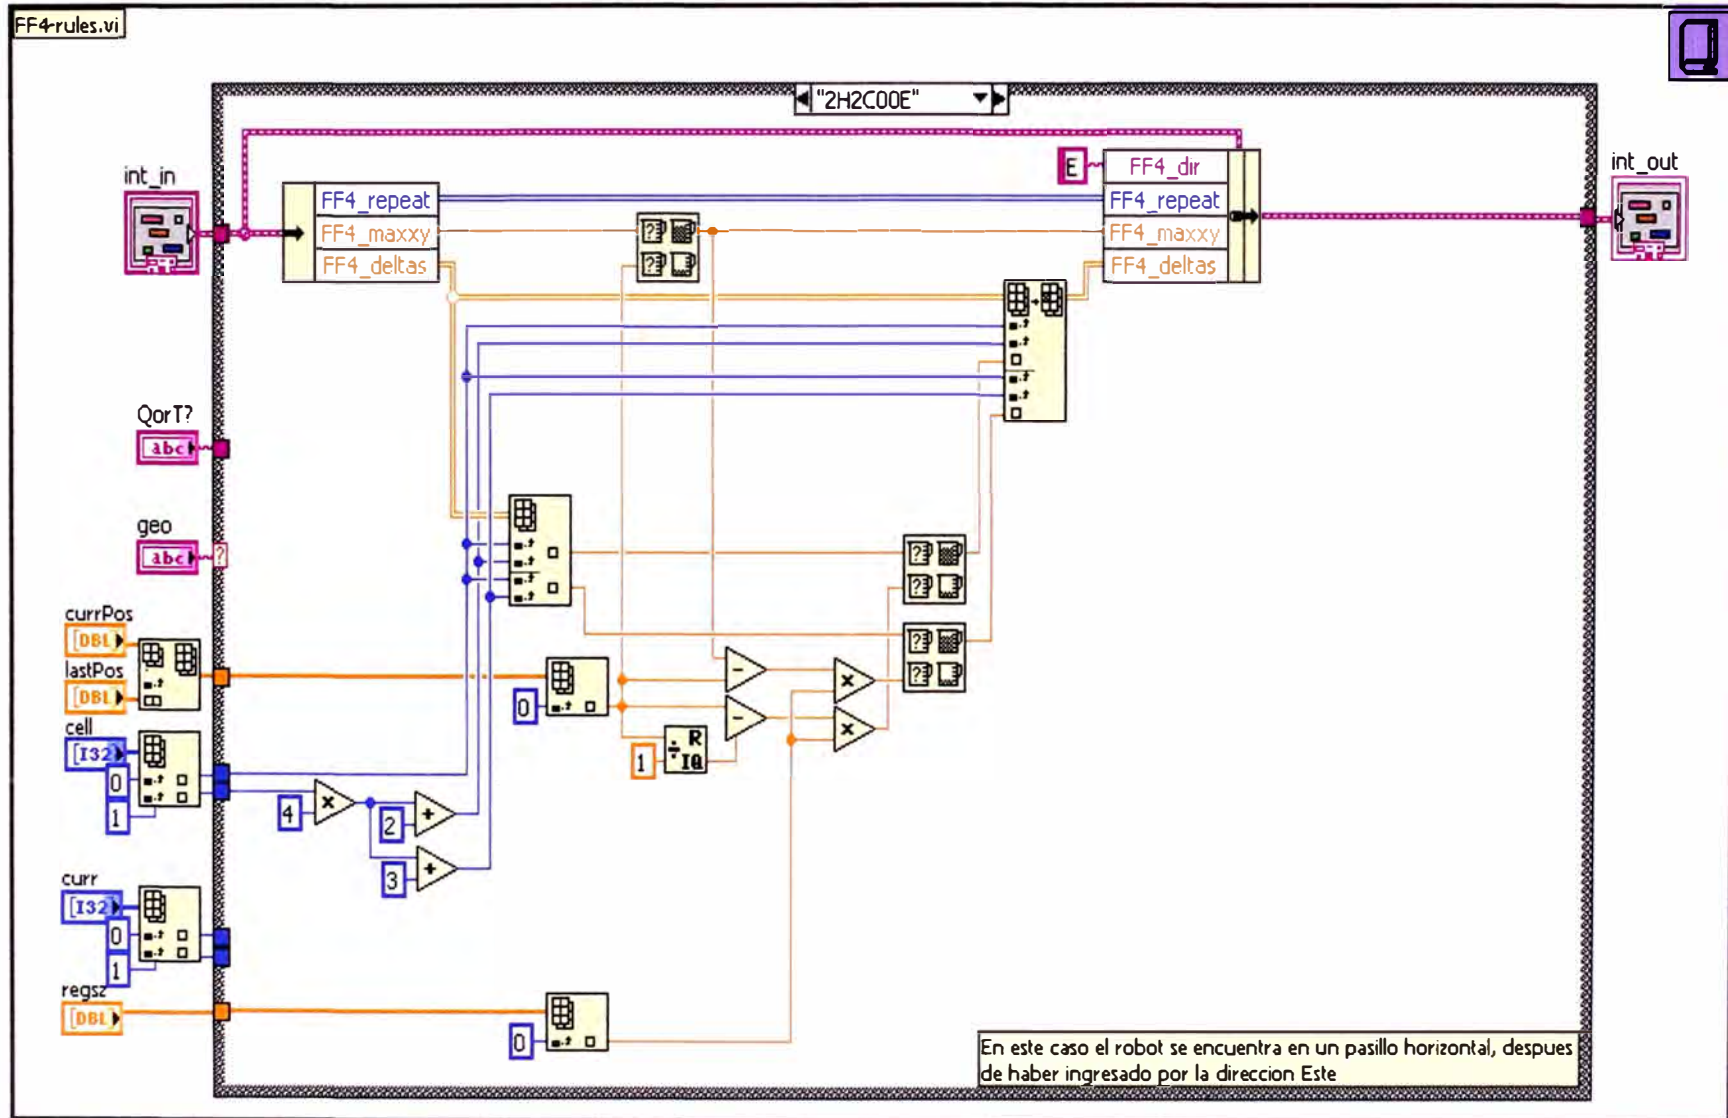 FF4-rules.vi
"2H2C00E"
int_in
int_out
E
FF4_dir
FF4_repeat
FF4_repeat
FF4_maxxy
FF4_maxxy
FF4_deltas
FF4_deltas
QorT?
abc
geo
abc
?
currPos
[DBL]
lastPos
[DBL]
0
cell
[I32]
0
1
R
IQ
1
4
2
3
curr
[I32]
0
1
regsz
[DBL]
0
En este caso el robot se encuentra en un pasillo horizontal, despues
de haber ingresado por la direccion Este